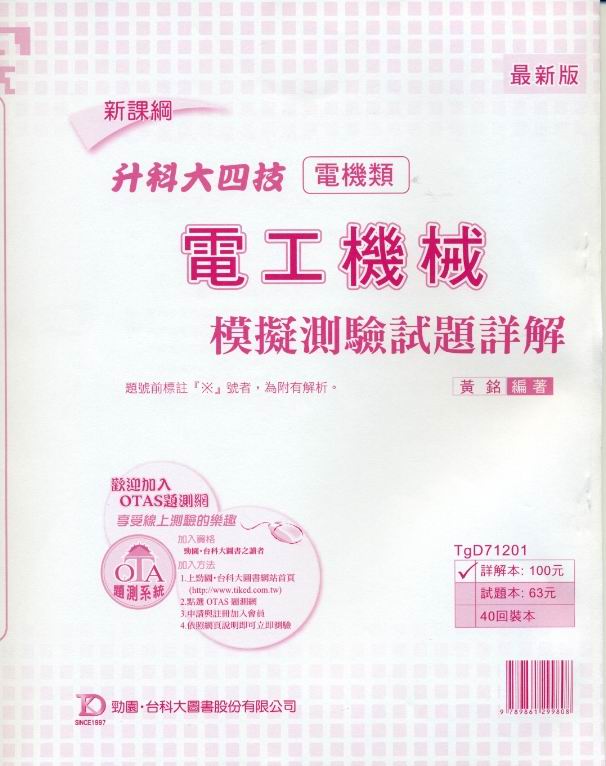 最新版
新課綱
升科大四技 電機類
電工機械
模擬測驗試題詳解
題號前標註『※』號者，為附有解析。
黃 銘 編著
歡迎加入
OTAS題測網
享受線上測驗的樂趣
加入資格
勁園·台科大圖書之讀者
加入方法
1.上勁園·台科大圖書網站首頁
(http://www.tiked.com.tw)
2.點選 OTAS 題測網
3.申請與註冊加入會員
4.依照網頁說明即可立即測驗
OTA
題測系統
TgD71201
詳解本: 100元
試題本: 63元
40回裝本
SINCE1997
勁園·台科大圖書股份有限公司
9 789861 299808